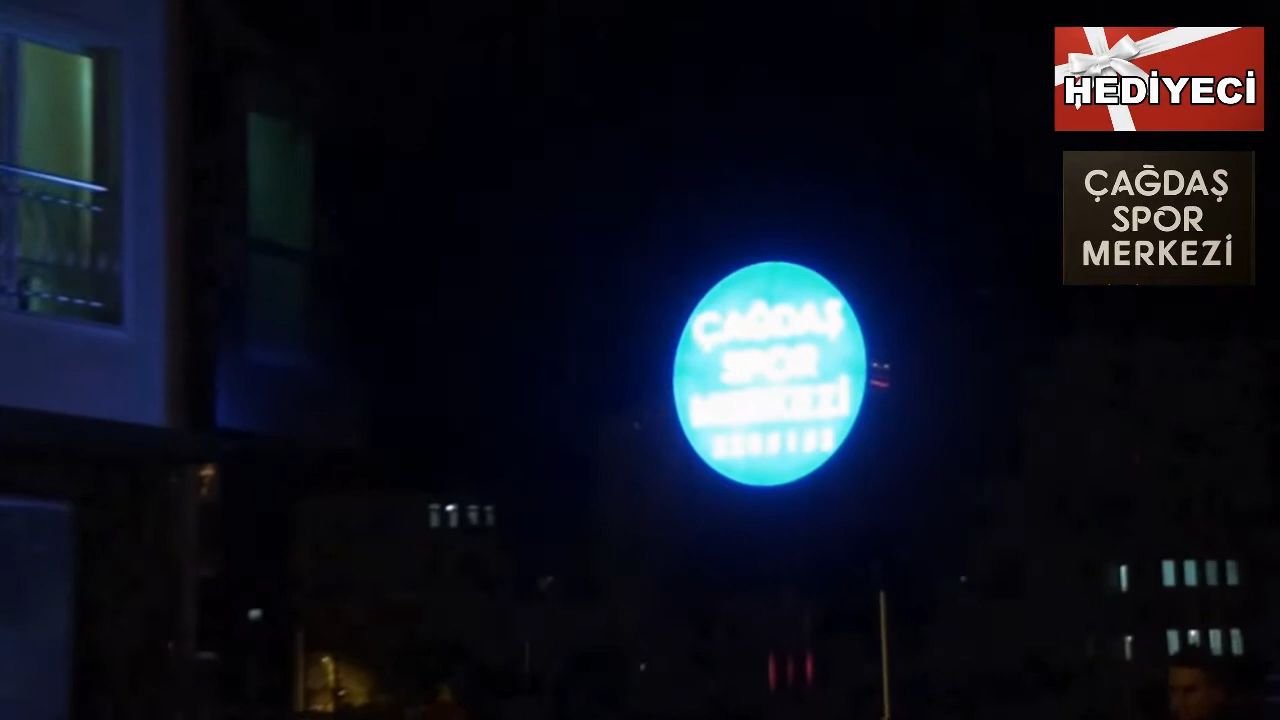 HEDİYECİ
ÇAĞDAŞ
SPOR
MERKEZİ
ÇAĞDAŞ
SPOR
MERKEZİ